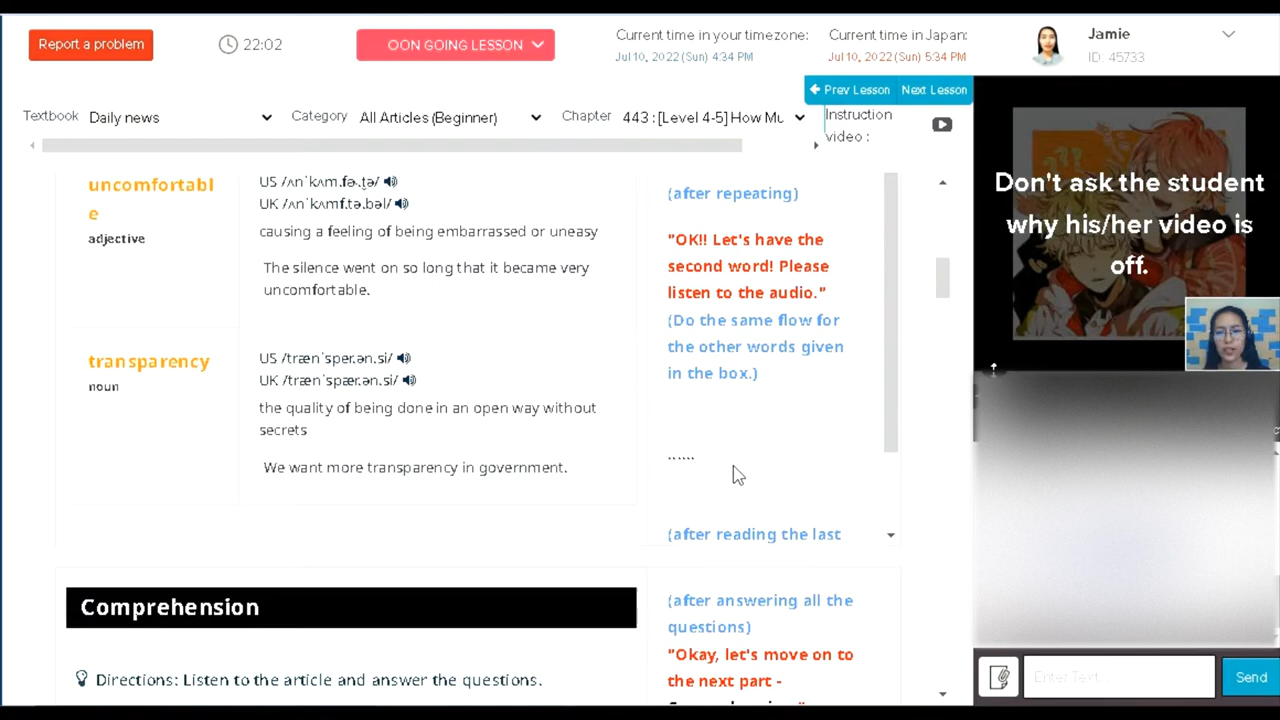 Report a problem
22:02
OON GOING LESSON
Current time in your timezone:
Jul 10, 2022 (Sun) 4:34 PM
Current time in Japan:
Jul 10, 2022 (Sun) 5:34 PM
Jamie
ID: 45733
Prev Lesson
Next Lesson
Textbook
Daily news
Category
All Articles (Beginner)
Chapter
443 : [Level 4-5] How Mu
Instruction
video :
uncomfortabl
e
adjective
US /ʌnˈkʌm.fɚ.t̬ə/
UK /ʌnˈkʌmf.tə.bəl/
causing a feeling of being embarrassed or uneasy
The silence went on so long that it became very
uncomfortable.
transparency
noun
US /trænˈsper.ən.si/
UK /trænˈspær.ən.si/
the quality of being done in an open way without
secrets
We want more transparency in government.
(after repeating)
"OK!! Let's have the
second word! Please
listen to the audio."
(Do the same flow for
the other words given
in the box.)
``````
(after reading the last
Comprehension
Directions: Listen to the article and answer the questions.
(after answering all the
questions)
"Okay, let's move on to
the next part -
Don't ask the student
why his/her video is
off.
Enter Text...
Send